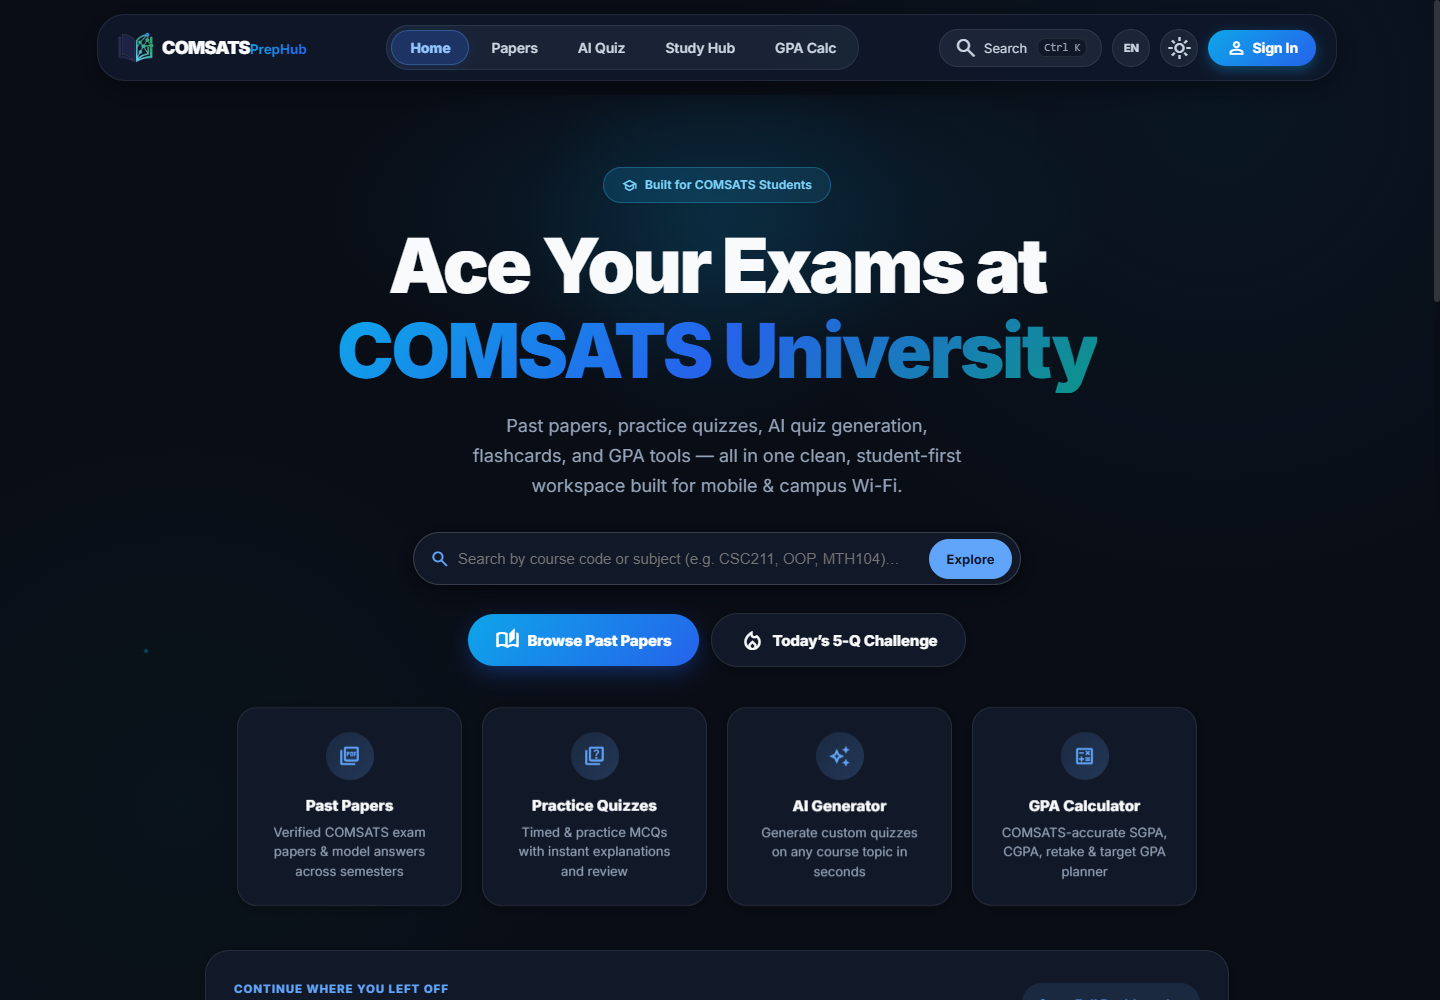 COMSATSPrepHub
Home
Papers
AI Quiz
Study Hub
GPA Calc
Search
Ctrl K
EN
Sign In
Built for COMSATS Students
Ace Your Exams at
COMSATS University
Past papers, practice quizzes, AI quiz generation,
flashcards, and GPA tools — all in one clean, student-first
workspace built for mobile & campus Wi-Fi.
Search by course code or subject (e.g. CSC211, OOP, MTH104)...
Explore
Browse Past Papers
Today’s 5-Q Challenge
PDF
Past Papers
Verified COMSATS exam
papers & model answers
across semesters
Practice Quizzes
Timed & practice MCQs
with instant explanations
and review
AI Generator
Generate custom quizzes
on any course topic in
seconds
GPA Calculator
COMSATS-accurate SGPA,
CGPA, retake & target GPA
planner
CONTINUE WHERE YOU LEFT OFF